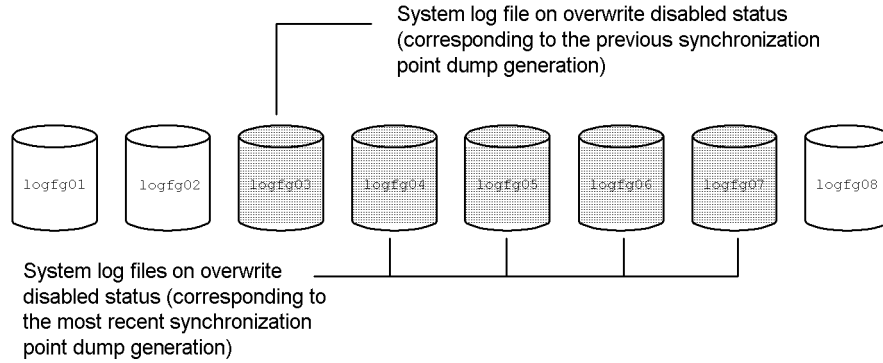 System log file on overwrite disabled status
(corresponding to the previous synchronization
point dump generation)
logfg01
logfg02
logfg03
logfg04
logfg05
logfg06
logfg07
logfg08
System log files on overwrite
disabled status (corresponding to
the most recent synchronization
point dump generation)